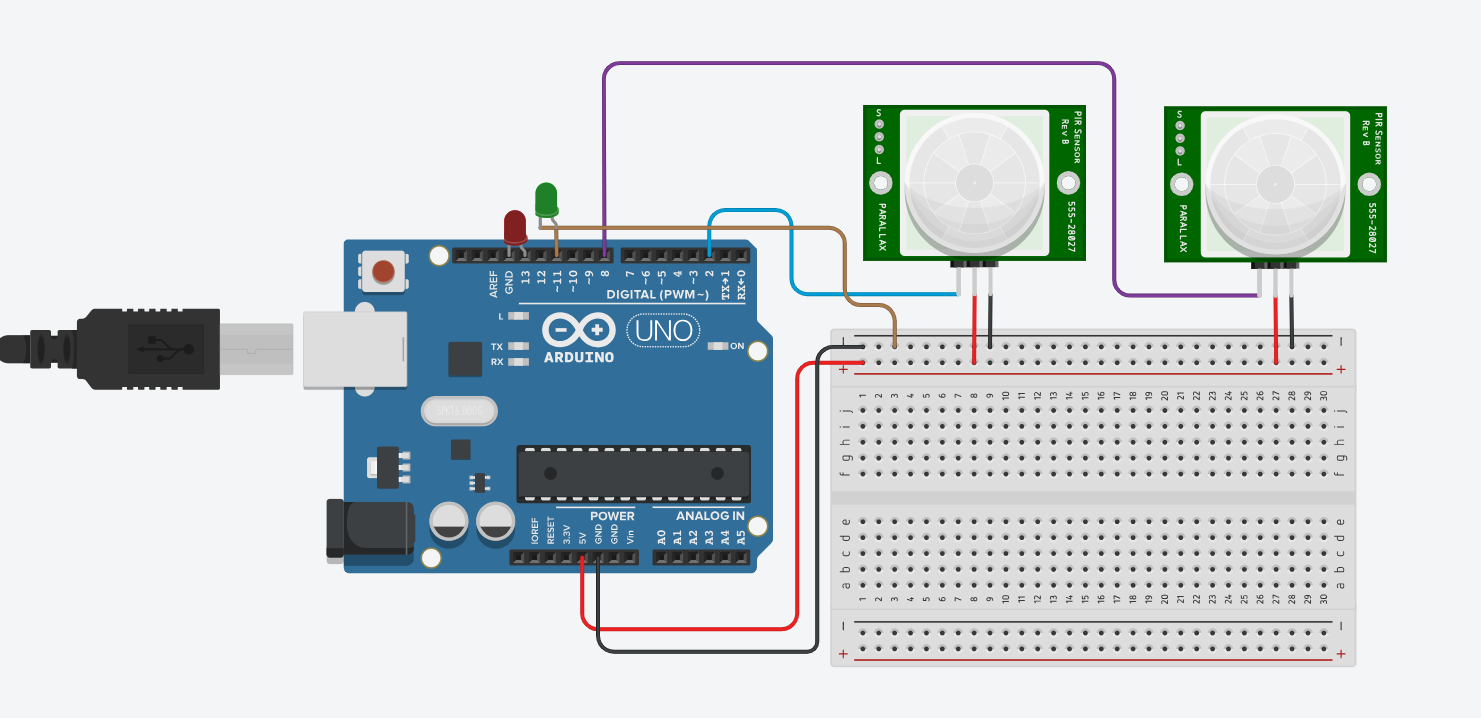 S
L
PIR SENSOR
REV B
PARALLAX
555-28027
S
L
PIR SENSOR
REV B
PARALLAX
555-28027
AREF
GND
13
12
~11
~10
~9
8
7
~6
~5
4
~3
2
TX→1
RX←0
DIGITAL (PWM~)
L
TX
RX
ARDUINO
UNO
ON
IOREF
RESET
3.3V
5V
GND
GND
Vin
POWER
ANALOG IN
A0
A1
A2
A3
A4
A5
− −
+ +
1 2 3 4 5 6 7 8 9 10 11 12 13 14 15 16 17 18 19 20 21 22 23 24 25 26 27 28 29 30
j j
i i
h h
g g
f f
e e
d d
c c
b b
a a
1 2 3 4 5 6 7 8 9 10 11 12 13 14 15 16 17 18 19 20 21 22 23 24 25 26 27 28 29 30
− −
+ +